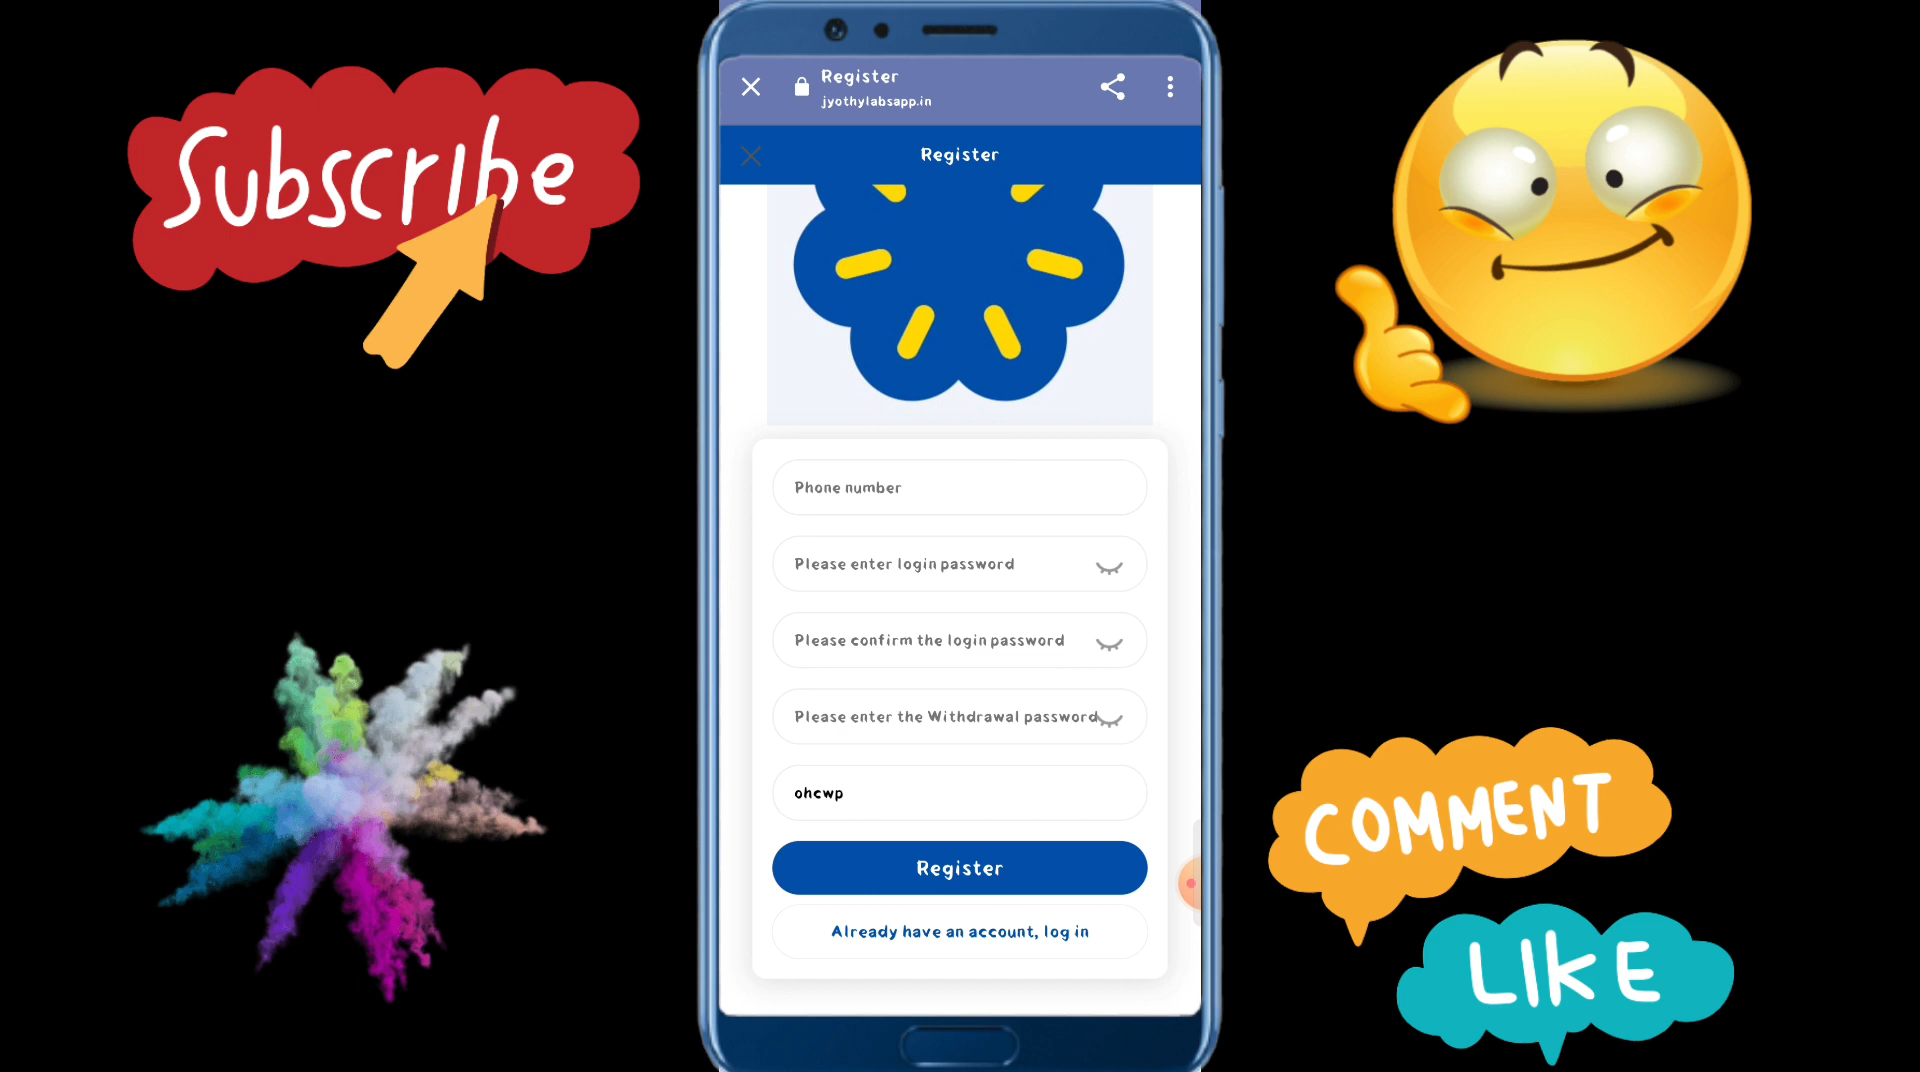 Subscribe
Register
jyothylabsapp.in
Register
Phone number
Please enter login password
Please confirm the login password
Please enter the Withdrawal password
ohcwp
Register
Already have an account, log in
COMMENT
LIKE